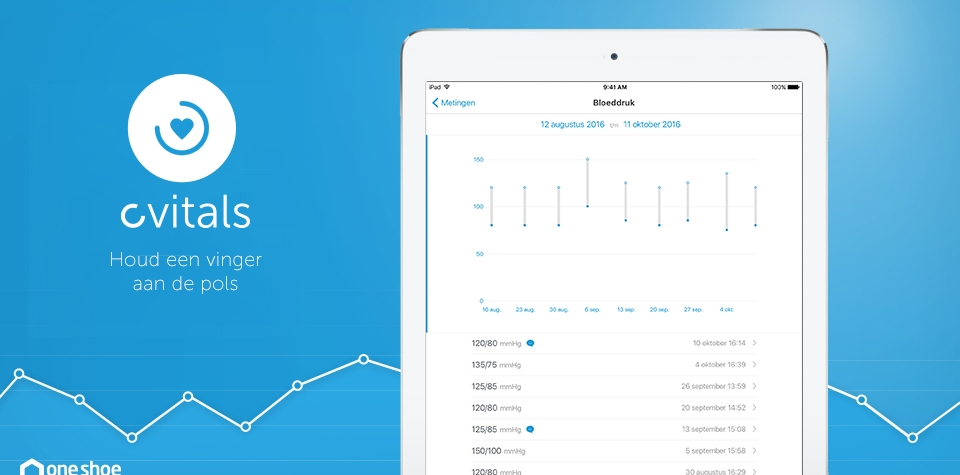 cvitals
Houd een vinger
aan de pols
one shoe
iPad 9:41 AM 100%
Metingen Bloeddruk
12 augustus 2016 t/m 11 oktober 2016
150
100
50
0
16 aug. 23 aug. 30 aug. 6 sep. 13 sep. 20 sep. 27 sep. 4 okt.
120/80 mmHg 10 oktober 16:14
135/75 mmHg 4 oktober 16:39
125/85 mmHg 26 september 13:59
120/80 mmHg 20 september 14:52
125/85 mmHg 13 september 15:08
150/100 mmHg 5 september 15:58
120/80 mmHg 30 augustus 16:29